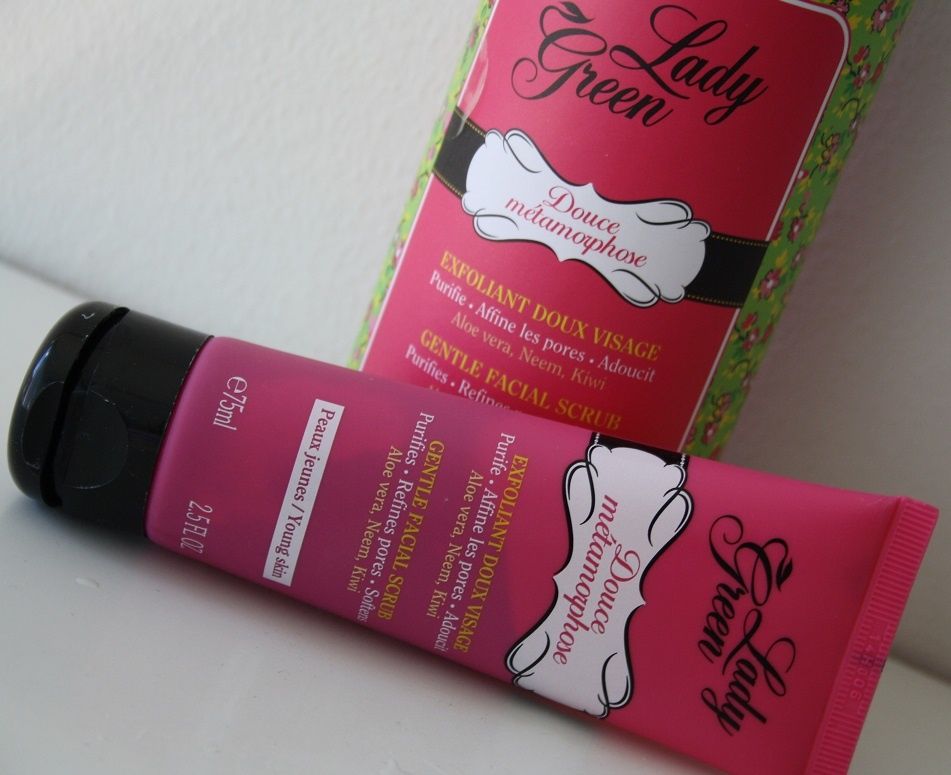 Lady
Green
Douce
métamorphose
EXFOLIANT DOUX VISAGE
Purifie • Affine les pores • Adoucit
Aloe vera, Neem, Kiwi
GENTLE FACIAL SCRUB
Purifies • Refines
Lady
Green
Douce
métamorphose
EXFOLIANT DOUX VISAGE
Purifie • Affine les pores • Adoucit
Aloe vera, Neem, Kiwi
GENTLE FACIAL SCRUB
Purifies • Refines pores • Softens
Aloe vera, Neem, Kiwi
Peaux jeunes / Young skin
℮75ml
2.5 FL OZ